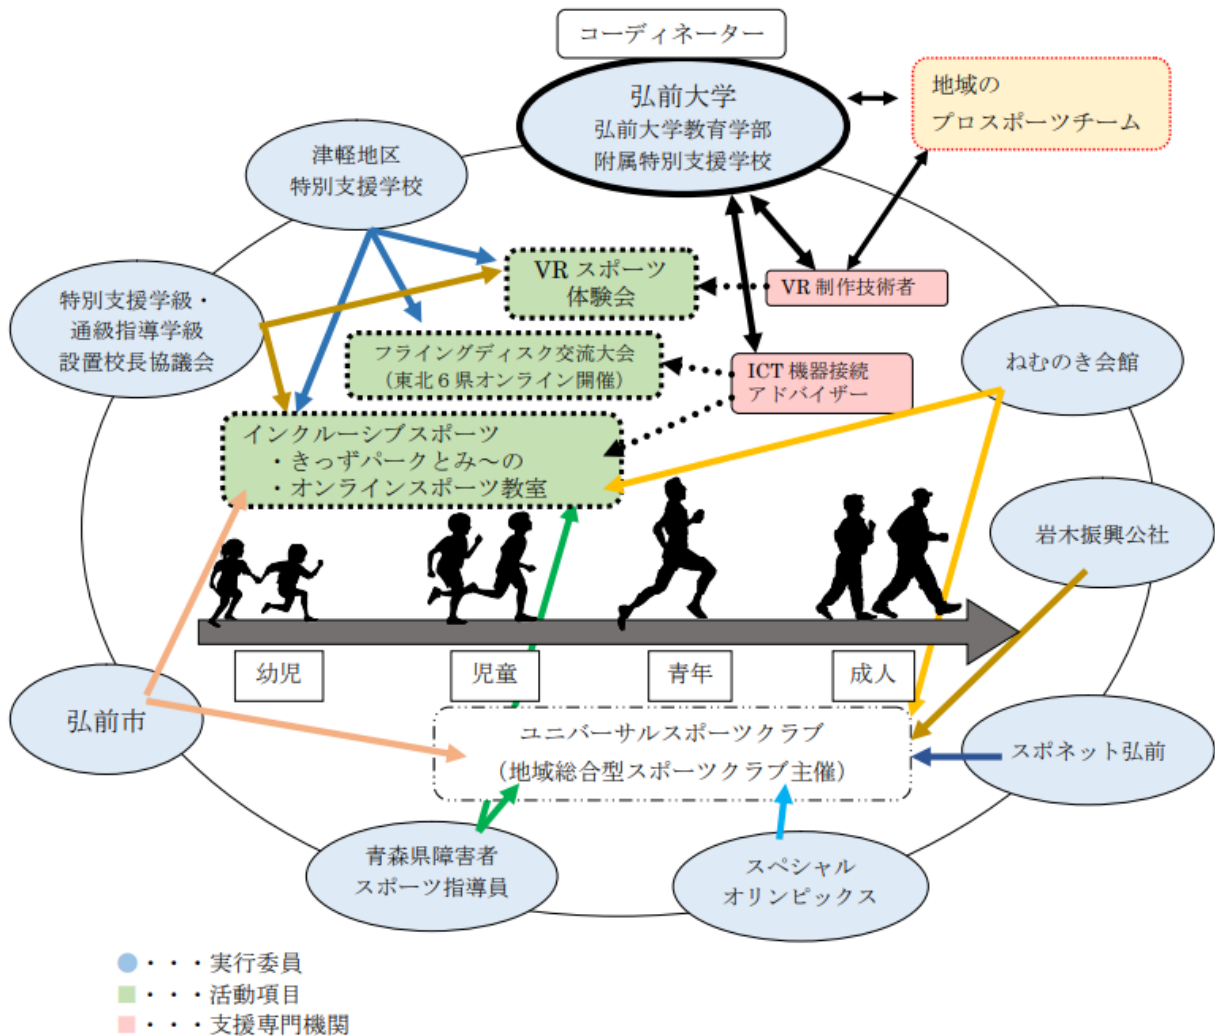 コーディネーター
弘前大学
弘前大学教育学部
附属特別支援学校
地域の
プロスポーツチーム
津軽地区
特別支援学校
VR スポーツ
体験会
VR 制作技術者
特別支援学級・
通級指導学級
設置校長協議会
フライングディスク交流大会
（東北６県オンライン開催）
ICT 機器接続
アドバイザー
ねむのき会館
インクルーシブスポーツ
・きっずパークとみ～の
・オンラインスポーツ教室
岩木振興公社
幼児
児童
青年
成人
弘前市
ユニバーサルスポーツクラブ
（地域総合型スポーツクラブ主催）
スポネット弘前
青森県障害者
スポーツ指導員
スペシャル
オリンピックス
●・・・実行委員
■・・・活動項目
■・・・支援専門機関